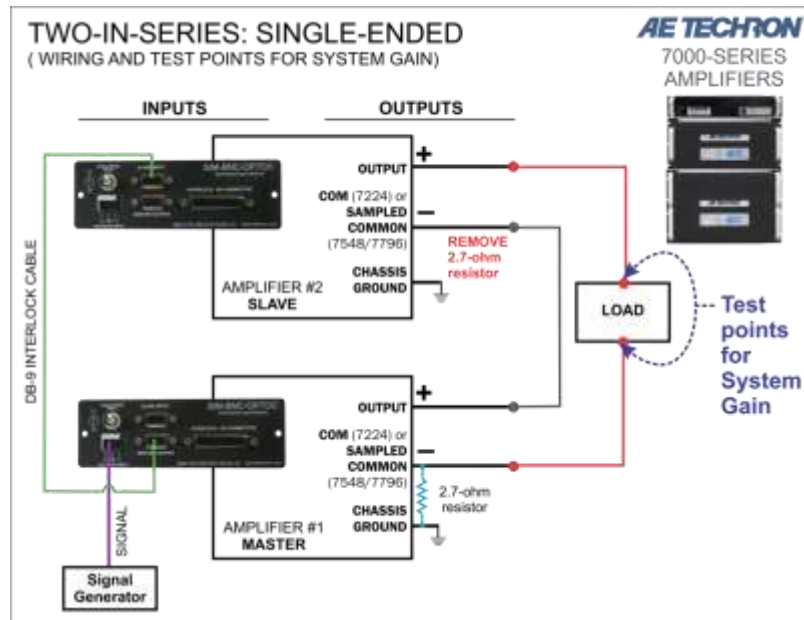 TWO-IN-SERIES: SINGLE-ENDED
( WIRING AND TEST POINTS FOR SYSTEM GAIN)
AE TECHRON
7000-SERIES
AMPLIFIERS
INPUTS
OUTPUTS
OUTPUT
+
COM (7224) or
SAMPLED
–
COMMON
(7548/7796)
REMOVE
2.7-ohm
resistor
CHASSIS
GROUND
AMPLIFIER #2
SLAVE
DB-9 INTERLOCK CABLE
LOAD
Test
points
for
System
Gain
OUTPUT
+
COM (7224) or
SAMPLED
–
COMMON
(7548/7796)
2.7-ohm
resistor
CHASSIS
GROUND
AMPLIFIER #1
MASTER
SIGNAL
Signal
Generator